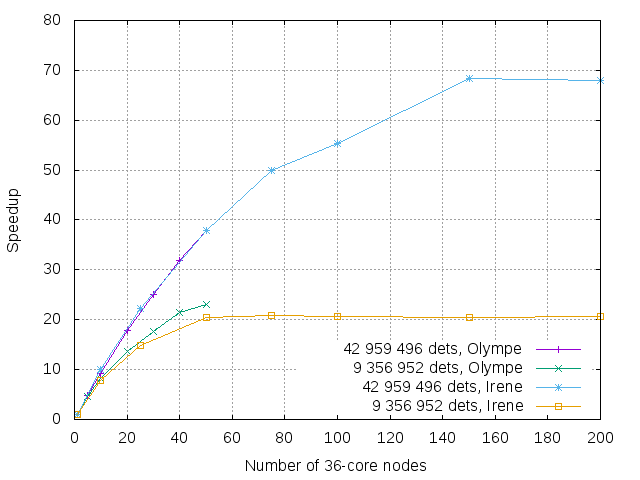 80
70
60
50
40
30
20
10
0
Speedup
42 959 496 dets, Olympe
9 356 952 dets, Olympe
42 959 496 dets, Irene
9 356 952 dets, Irene
0 20 40 60 80 100 120 140 160 180 200
Number of 36-core nodes